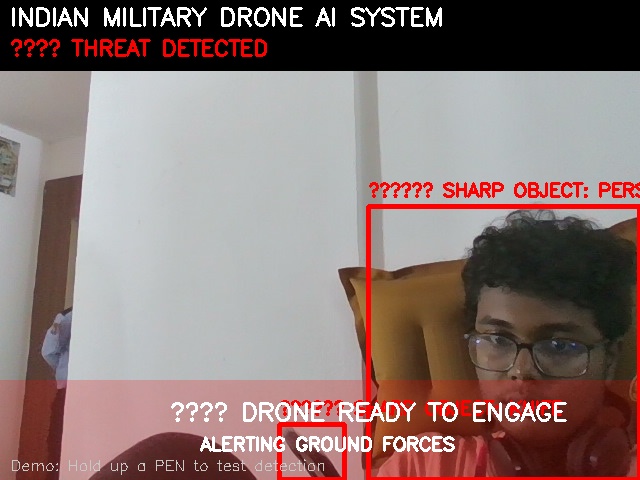 INDIAN MILITARY DRONE AI SYSTEM
???? THREAT DETECTED
?????? SHARP OBJECT: PERS
???? DRONE READY TO ENGAGE
ALERTING GROUND FORCES
Demo: Hold up a PEN to test detection